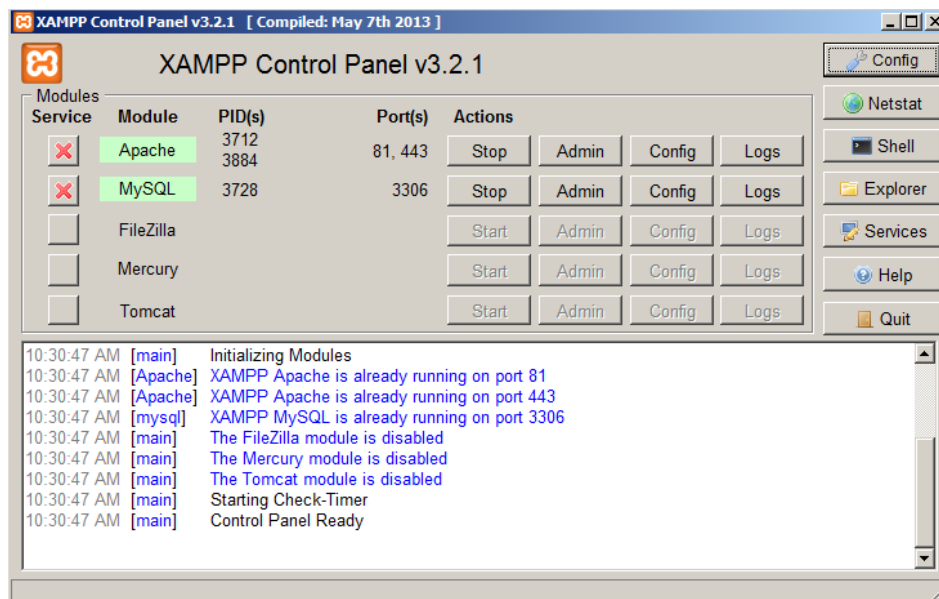 XAMPP Control Panel v3.2.1 [ Compiled: May 7th 2013 ]
XAMPP Control Panel v3.2.1
Config
Modules
Service Module PID(s) Port(s) Actions
Netstat
Apache 3712 3884 81, 443 Stop Admin Config Logs
Shell
MySQL 3728 3306 Stop Admin Config Logs
Explorer
FileZilla Start Admin Config Logs
Services
Mercury Start Admin Config Logs
Help
Tomcat Start Admin Config Logs
Quit
10:30:47 AM [main] Initializing Modules
10:30:47 AM [Apache] XAMPP Apache is already running on port 81
10:30:47 AM [Apache] XAMPP Apache is already running on port 443
10:30:47 AM [mysql] XAMPP MySQL is already running on port 3306
10:30:47 AM [main] The FileZilla module is disabled
10:30:47 AM [main] The Mercury module is disabled
10:30:47 AM [main] The Tomcat module is disabled
10:30:47 AM [main] Starting Check-Timer
10:30:47 AM [main] Control Panel Ready